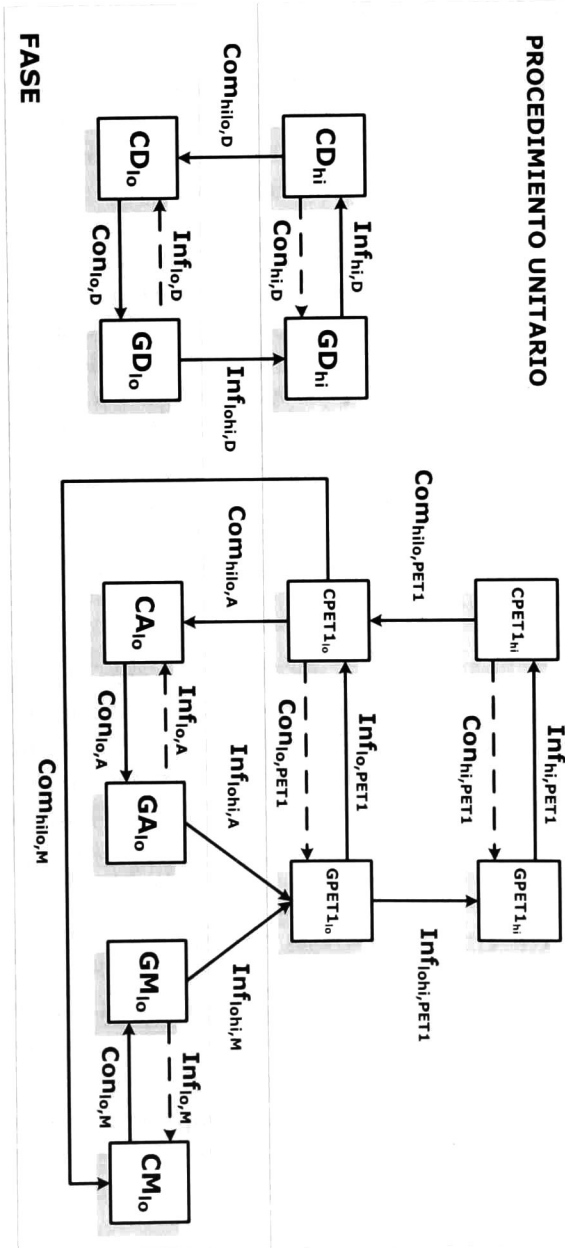 PROCEDIMIENTO UNITARIO
Inf_hi,PET1
CPET1_hi
GPET1_hi
Con_hi,PET1
Com_hilo,PET1
Inf_lohi,PET1
Inf_hi,D
Inf_lo,PET1
CD_hi
GD_hi
CPET1_lo
GPET1_lo
Con_hi,D
Con_lo,PET1
Com_hilo,D
Inf_lohi,D
Com_hilo,A
Inf_lohi,A
Inf_lohi,M
Inf_lo,D
Inf_lo,A
Inf_lo,M
CD_lo
GD_lo
CA_lo
GA_lo
GM_lo
CM_lo
Con_lo,D
Con_lo,A
Con_lo,M
Com_hilo,M
FASE